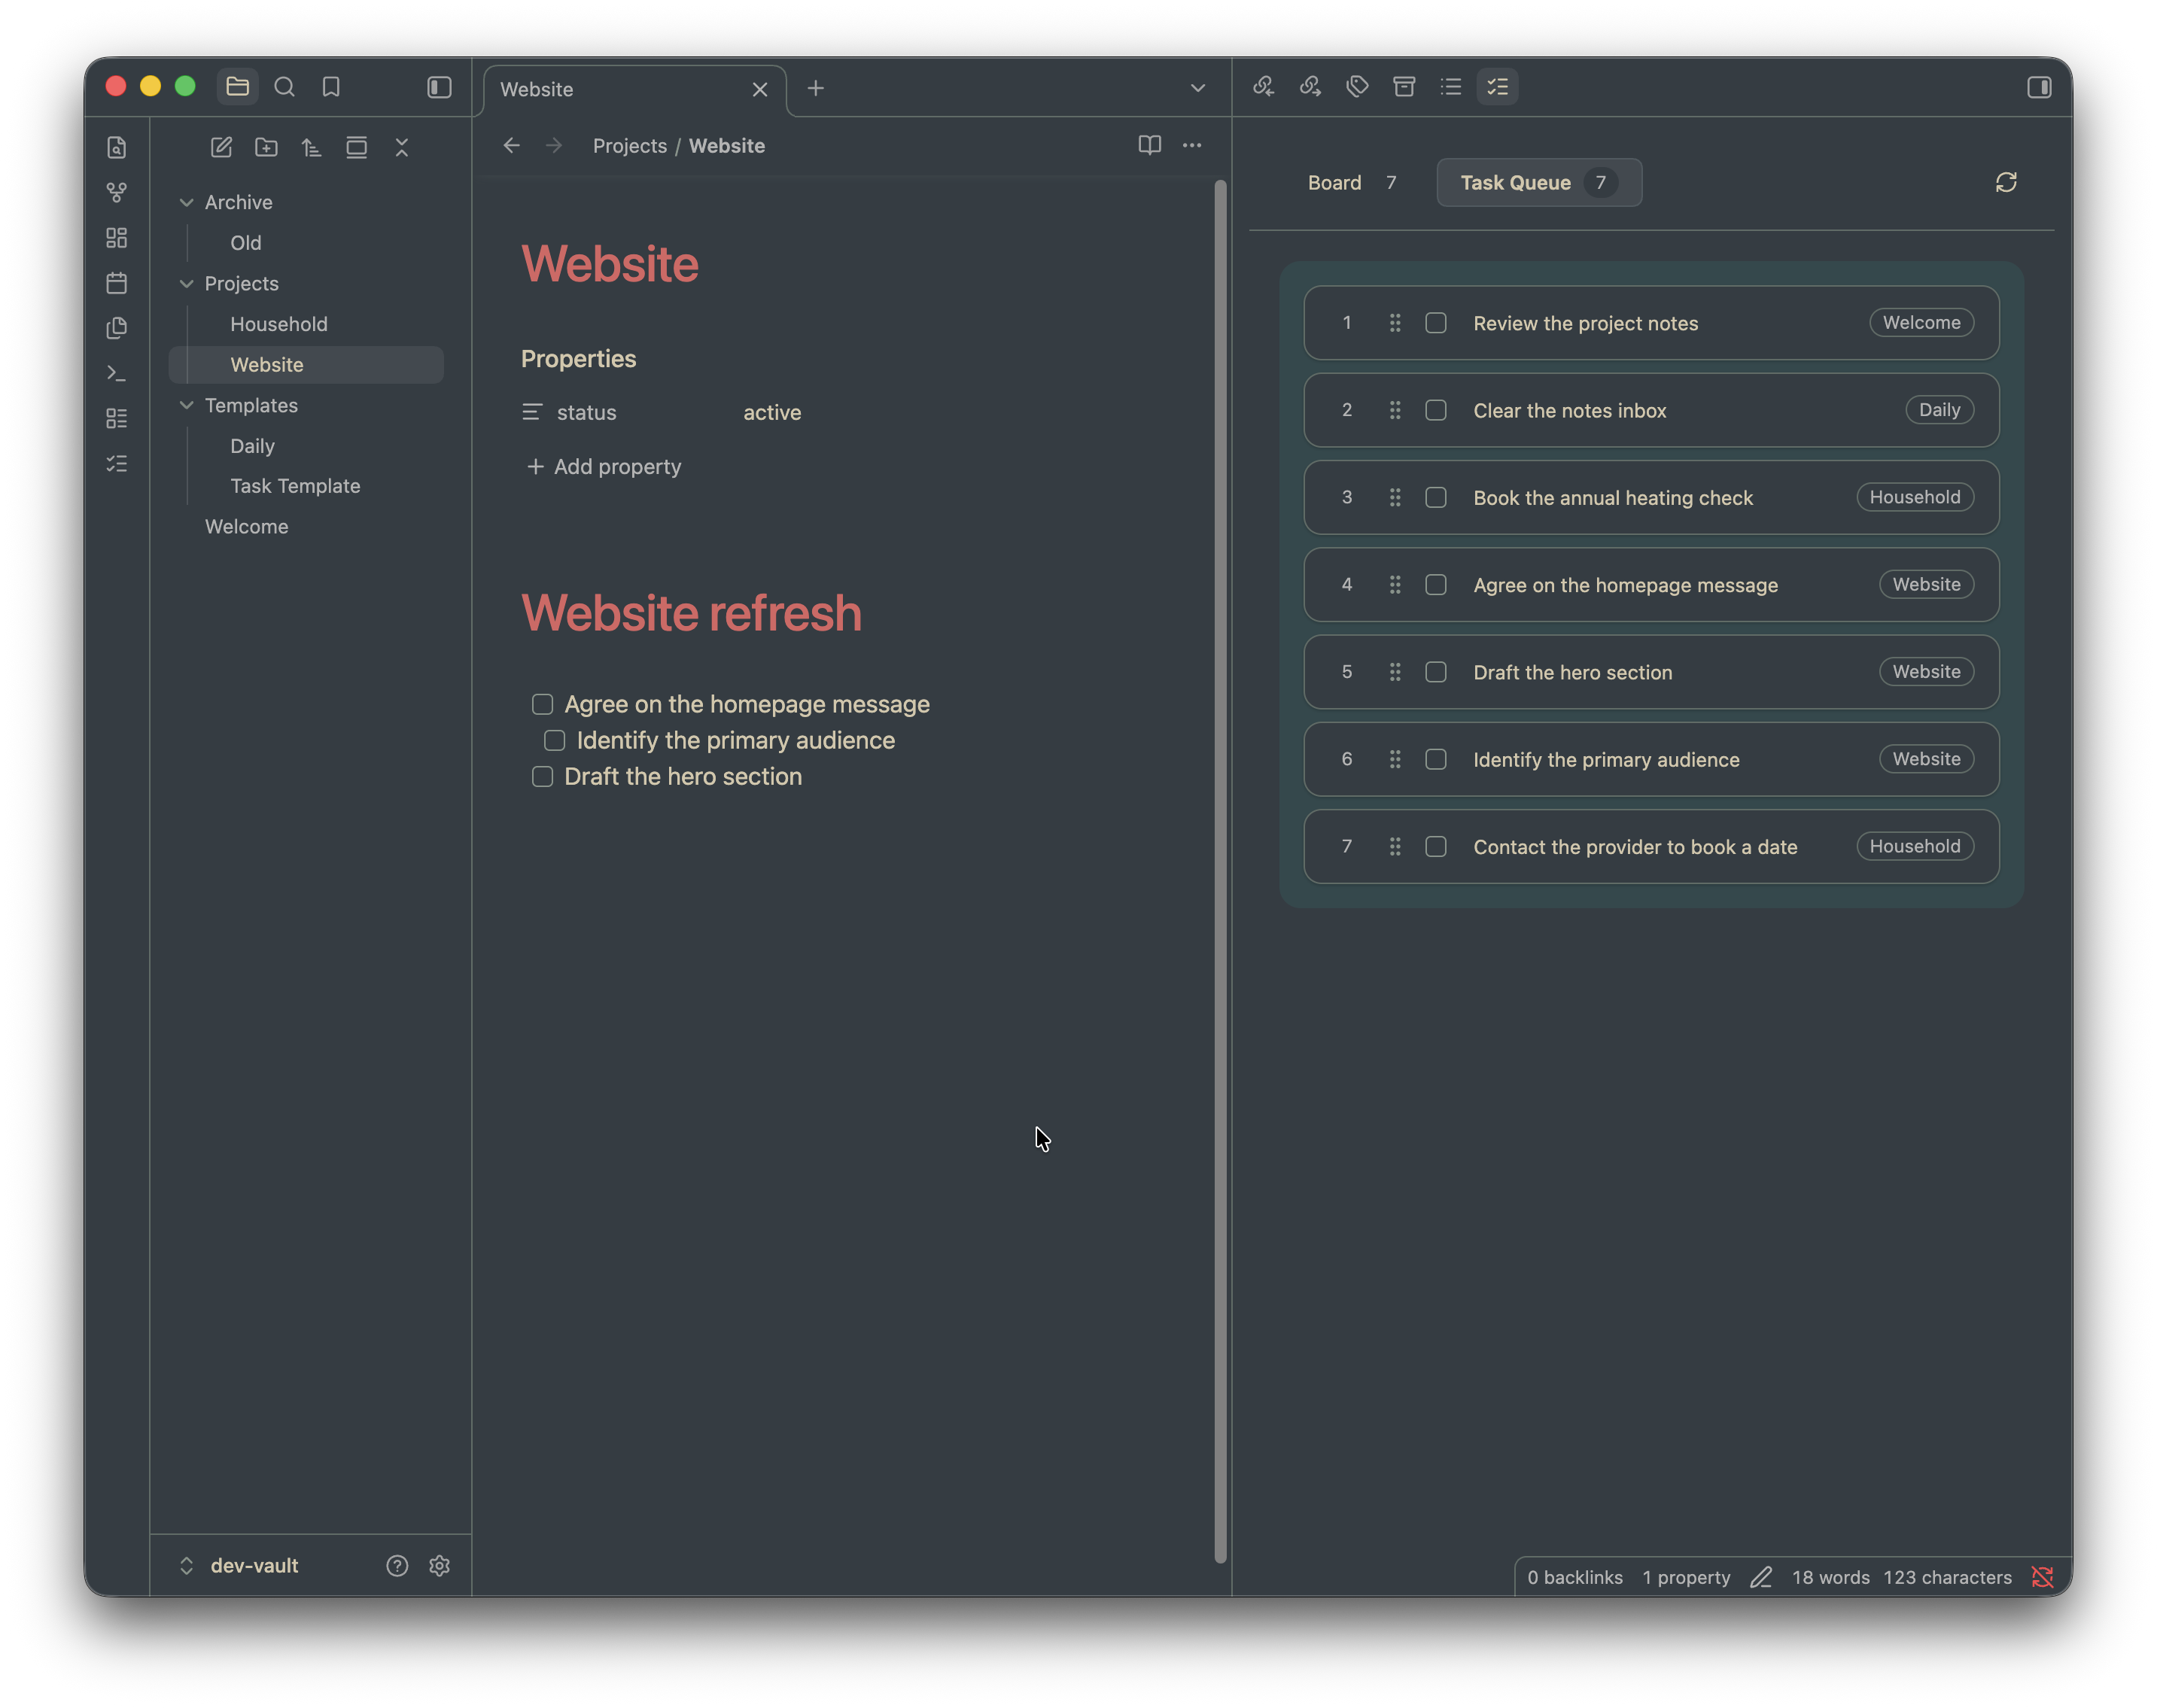 Website
Projects / Website
Archive
Old
Projects
Household
Website
Templates
Daily
Task Template
Welcome
dev-vault
Website
Properties
status active
Add property
Website refresh
Agree on the homepage message
Identify the primary audience
Draft the hero section
Board 7 Task Queue 7
1 Review the project notes Welcome
2 Clear the notes inbox Daily
3 Book the annual heating check Household
4 Agree on the homepage message Website
5 Draft the hero section Website
6 Identify the primary audience Website
7 Contact the provider to book a date Household
0 backlinks 1 property 18 words 123 characters